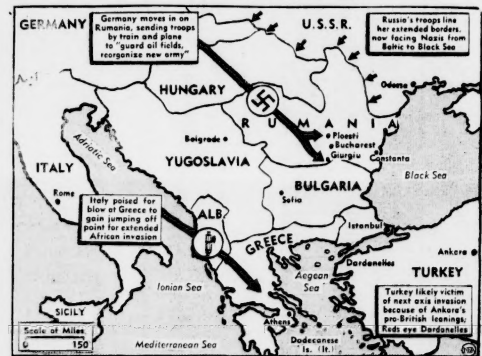 GERMANY
Germany moves in on
Rumania, sending troops
by train and plane
to "guard oil fields,
reorganize new army"
U.S.S.R.
Russia's troops line
her extended borders,
now facing Nazis from
Baltic to Black Sea
Odessa
HUNGARY
RUMANIA
Ploesti
Bucharest
Giurgiu
Constanta
Belgrade
Adriatic Sea
YUGOSLAVIA
ITALY
Rome
BULGARIA
Sofia
Black Sea
Italy poised for
blow at Greece to
gain jumping off
point for extended
African invasion
ALB.
GREECE
Istanbul
Dardanelles
Ankara
TURKEY
Aegean
Sea
Ionian Sea
Turkey likely victim
of next axis invasion
because of Ankara's
pro-British leanings;
Reds eye Dardanelles
SICILY
Athens
Scale of Miles
0 150
Mediterranean Sea
Dodecanese
Is. (It.)